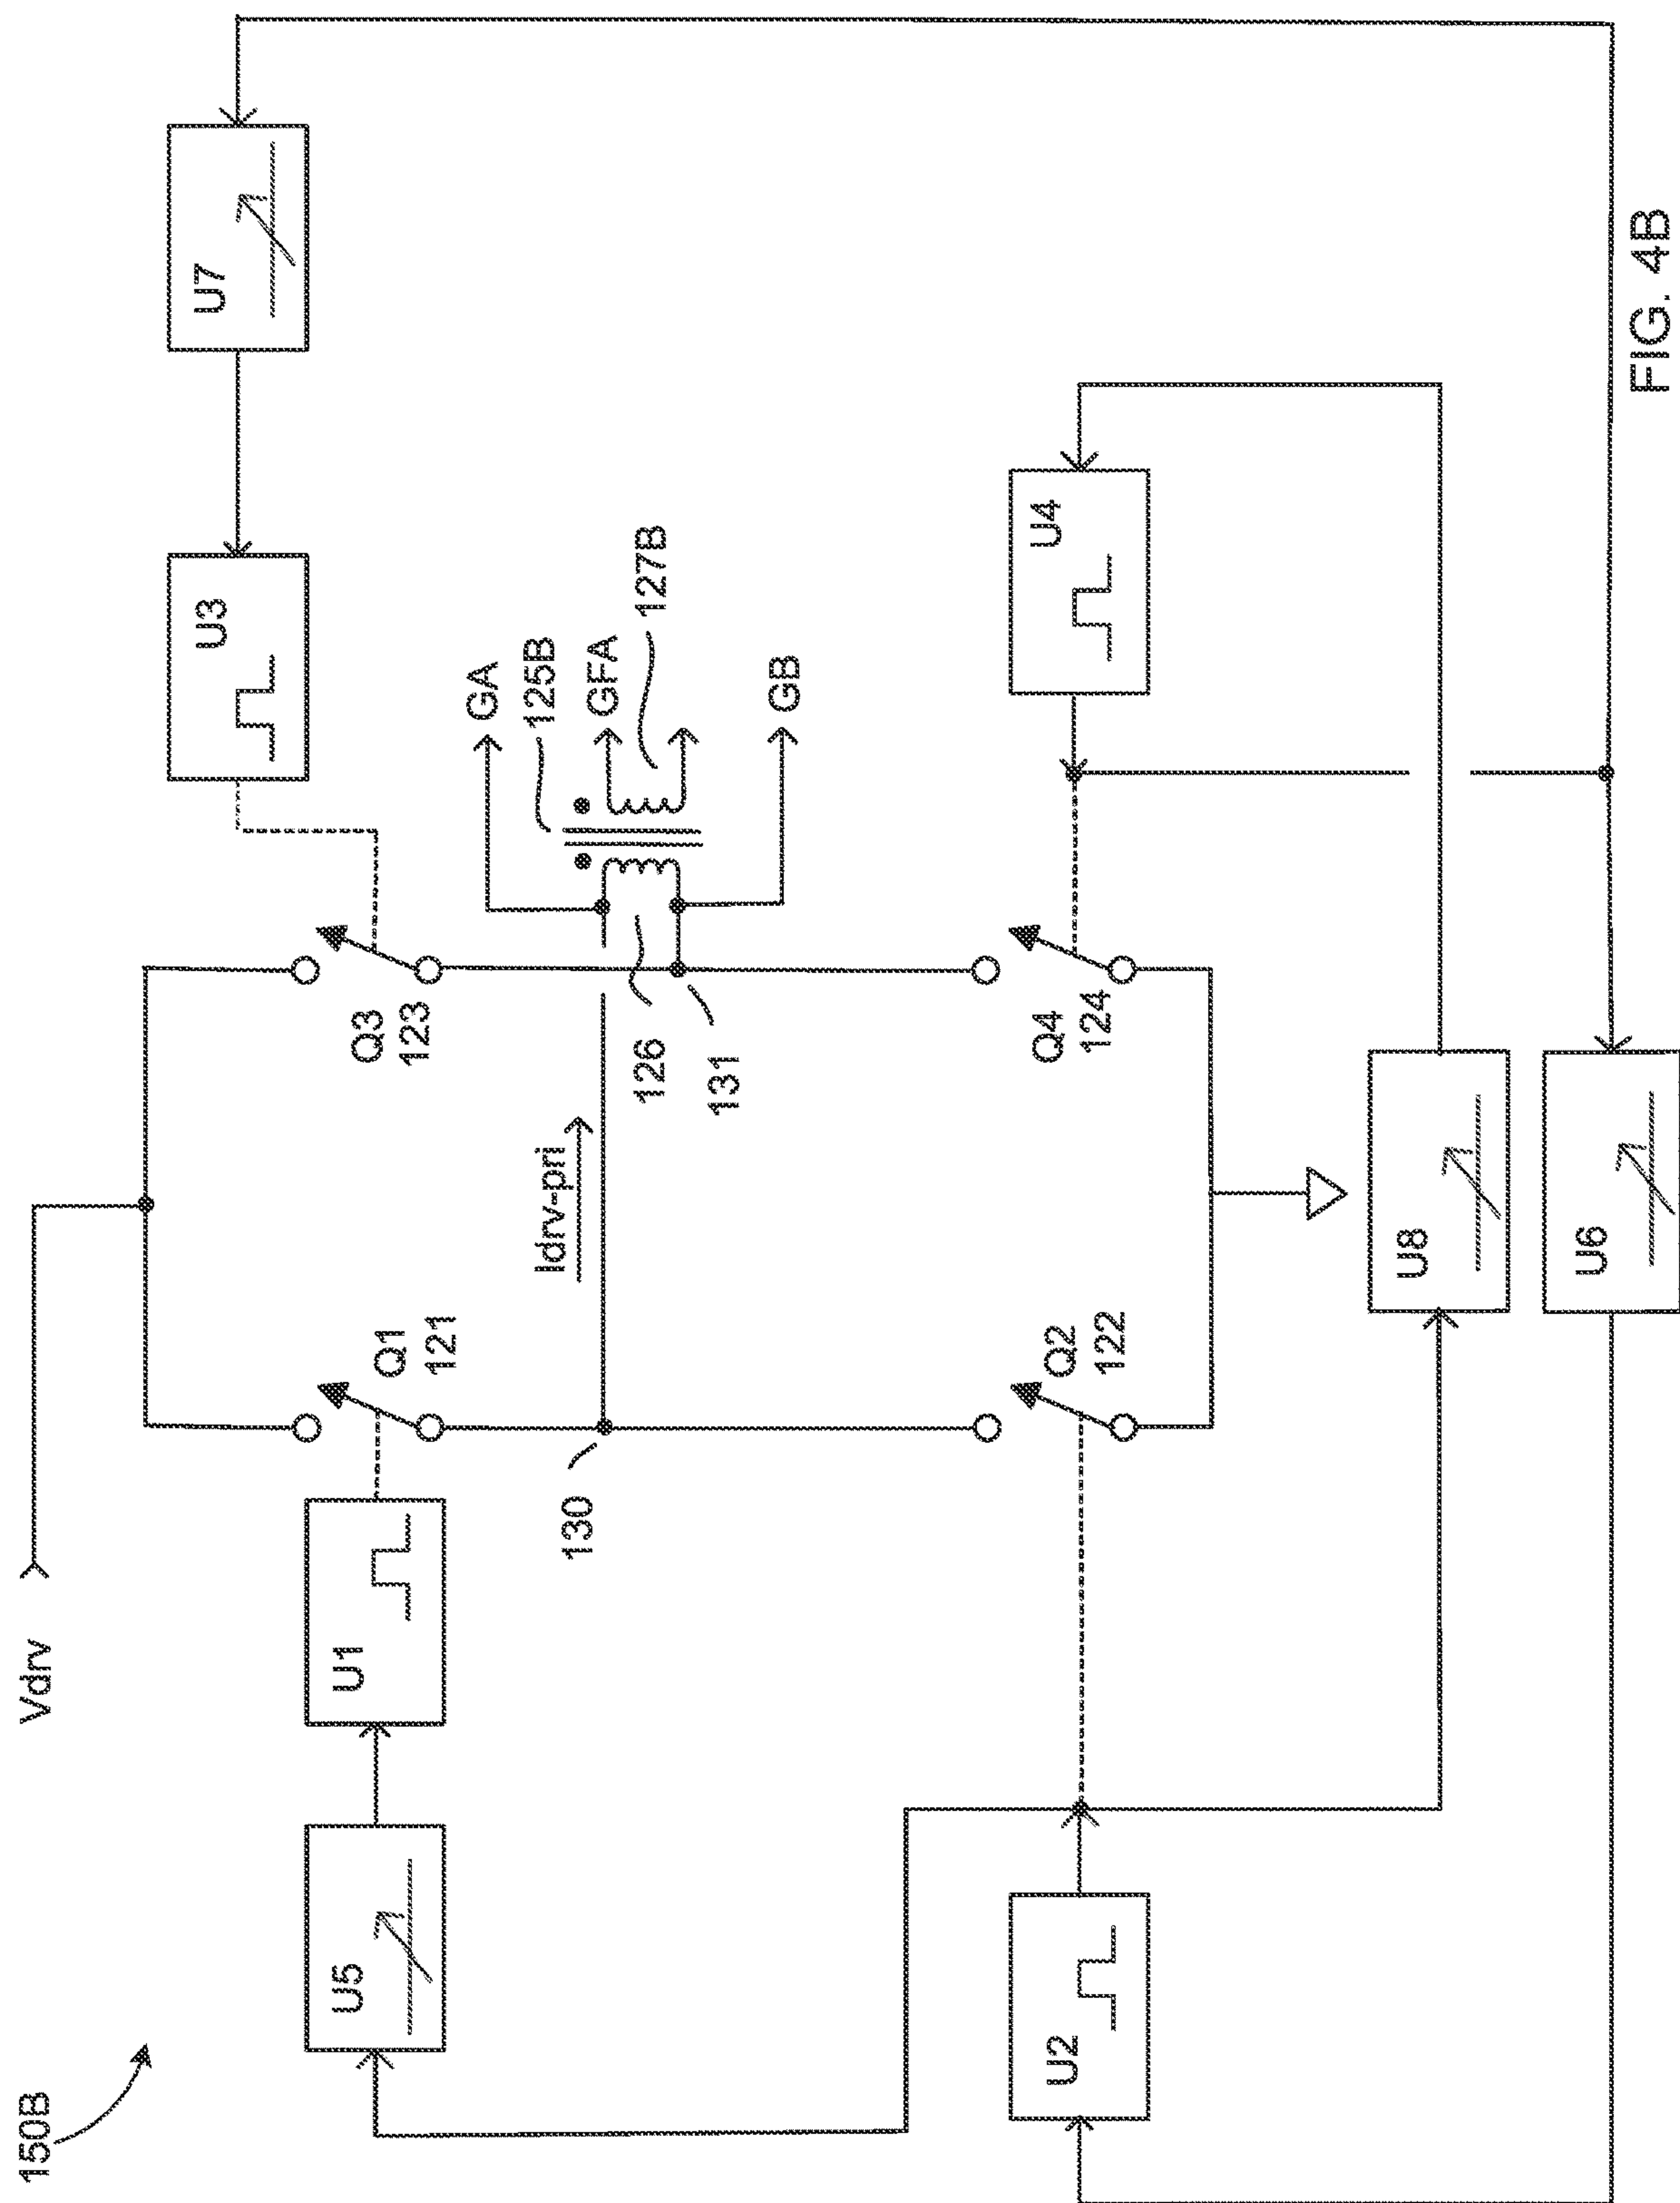 150B
Vdrv
U5
U1
Q1
121
130
Idrv-pri
Q3
123
U3
U7
GA
125B
GFA
127B
GB
126
131
U2
Q2
122
Q4
124
U4
U8
U6
FIG. 4B